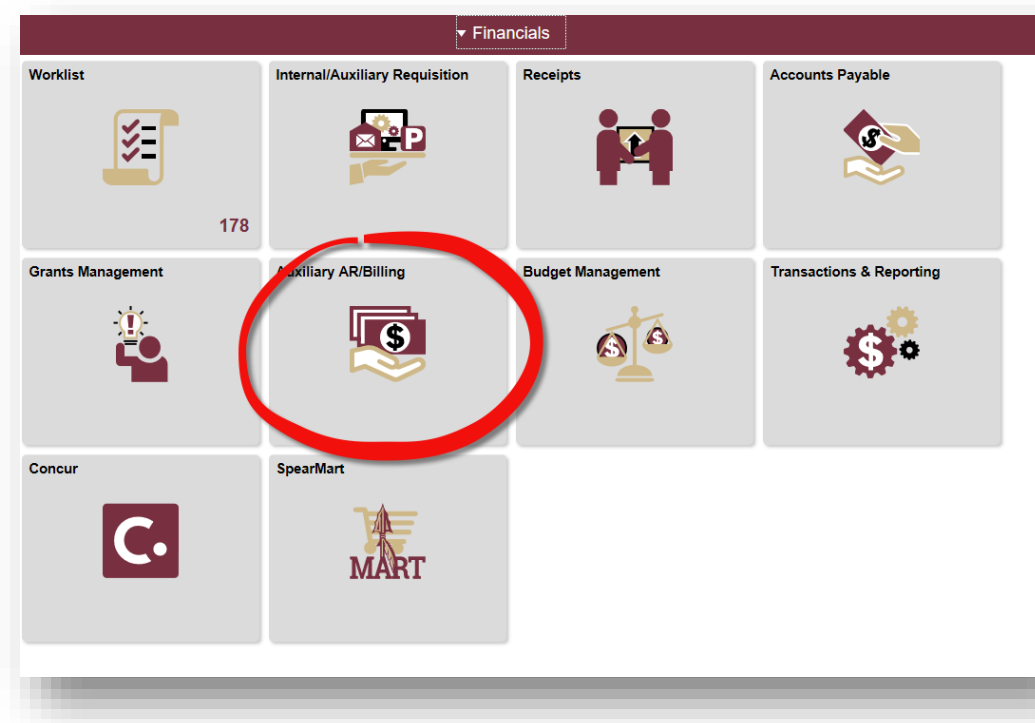 Financials
Worklist
Internal/Auxiliary Requisition
Receipts
Accounts Payable
P
$
178
Grants Management
Auxiliary AR/Billing
Budget Management
Transactions & Reporting
!
$
$ $
$
Concur
SpearMart
C.
MART